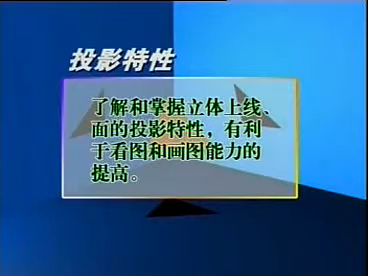 投影特性
了解和掌握立体上线、
面的投影特性，有利
于看图和画图能力的
提高。